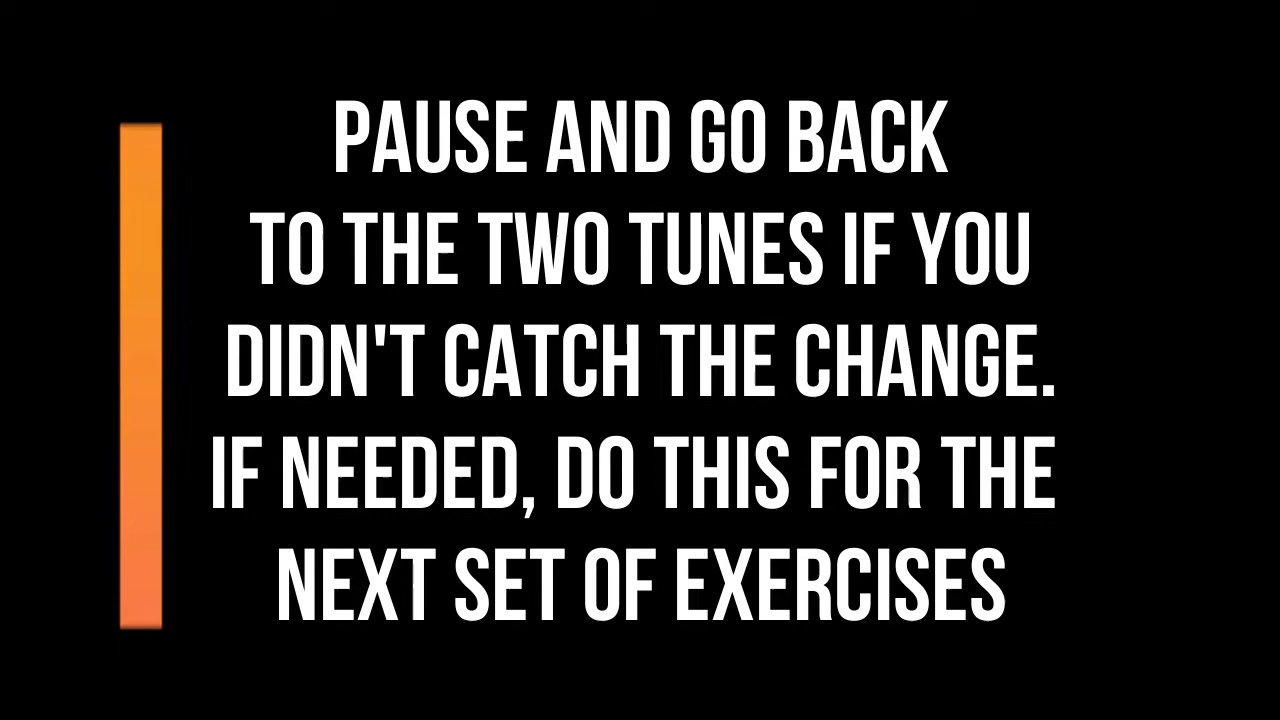 PAUSE AND GO BACK
TO THE TWO TUNES IF YOU
DIDN'T CATCH THE CHANGE.
IF NEEDED, DO THIS FOR THE
NEXT SET OF EXERCISES